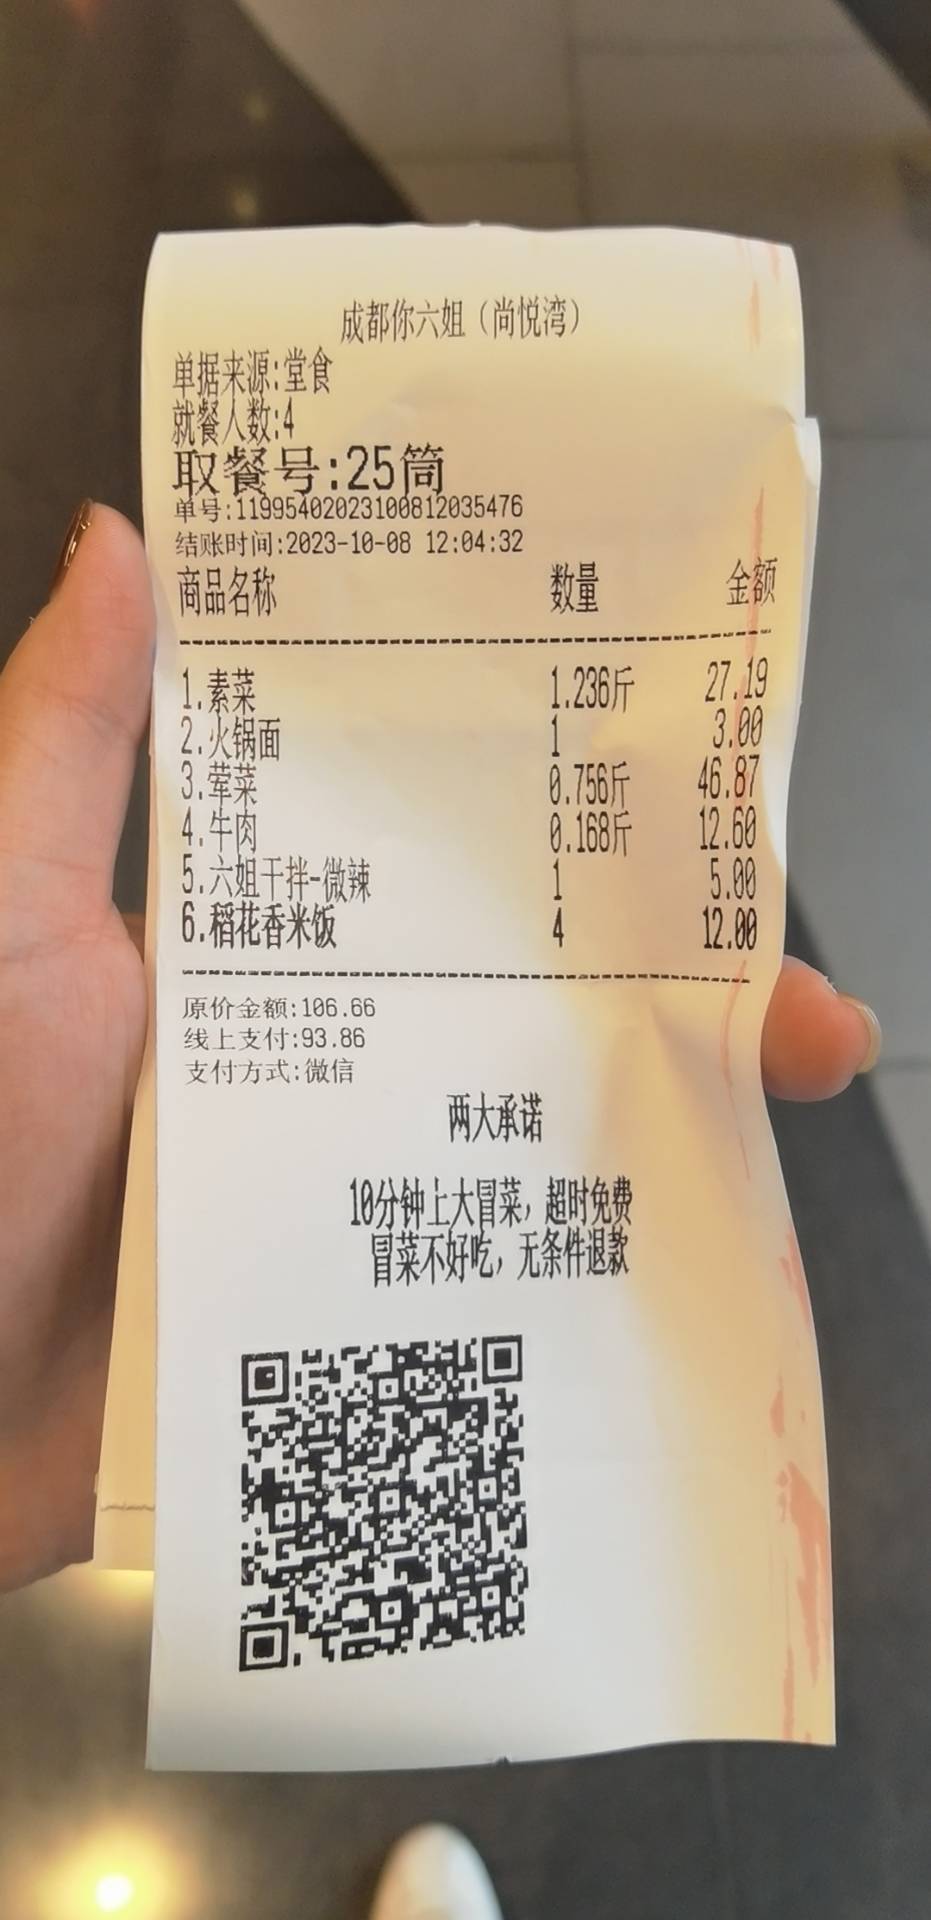 成都你六姐（尚悦湾）
单据来源:堂食
就餐人数:4
取餐号:25筒
单号:11995402023100812035476
结账时间:2023-10-08 12:04:32
商品名称 数量 金额
1.素菜 1.236斤 27.19
2.火锅面 1 3.00
3.荤菜 0.756斤 46.87
4.牛肉 0.168斤 12.60
5.六姐干拌-微辣 1 5.00
6.稻花香米饭 4 12.00
原价金额:106.66
线上支付:93.86
支付方式:微信
两大承诺
10分钟上大冒菜，超时免费
冒菜不好吃，无条件退款